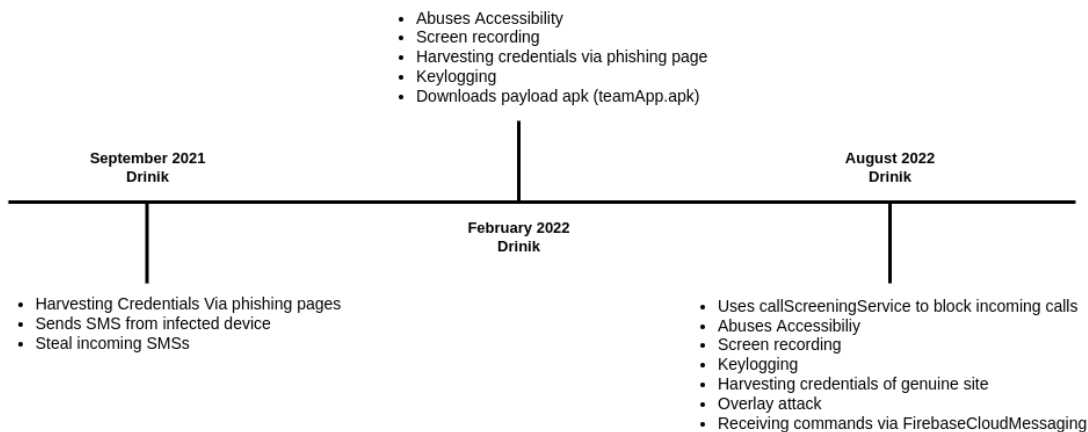 • Abuses Accessibility
• Screen recording
• Harvesting credentials via phishing page
• Keylogging
• Downloads payload apk (teamApp.apk)
September 2021
Drinik
August 2022
Drinik
February 2022
Drinik
• Harvesting Credentials Via phishing pages
• Sends SMS from infected device
• Steal incoming SMSs
• Uses callScreeningService to block incoming calls
• Abuses Accessibiliy
• Screen recording
• Keylogging
• Harvesting credentials of genuine site
• Overlay attack
• Receiving commands via FirebaseCloudMessaging